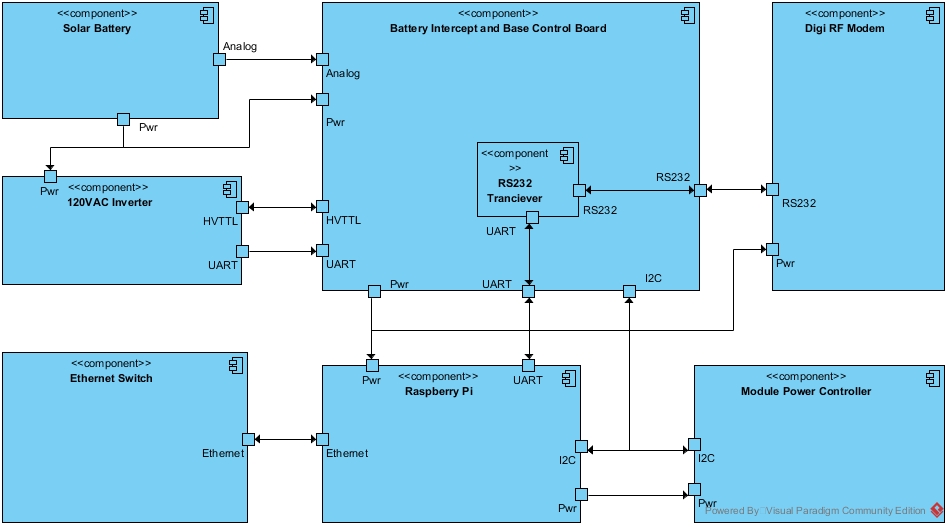 <<component>>
Solar Battery
Analog
Pwr
<<component>>
Battery Intercept and Base Control Board
Analog
Pwr
<<component
>>
RS232
Tranciever
RS232
RS232
UART
HVTTL
UART
Pwr
UART
I2C
<<component>>
Digi RF Modem
RS232
Pwr
Pwr
<<component>>
120VAC Inverter
HVTTL
UART
<<component>>
Ethernet Switch
Ethernet
Pwr
<<component>>
UART
Raspberry Pi
Ethernet
I2C
Pwr
<<component>>
Module Power Controller
I2C
Pwr
Powered By Visual Paradigm Community Edition